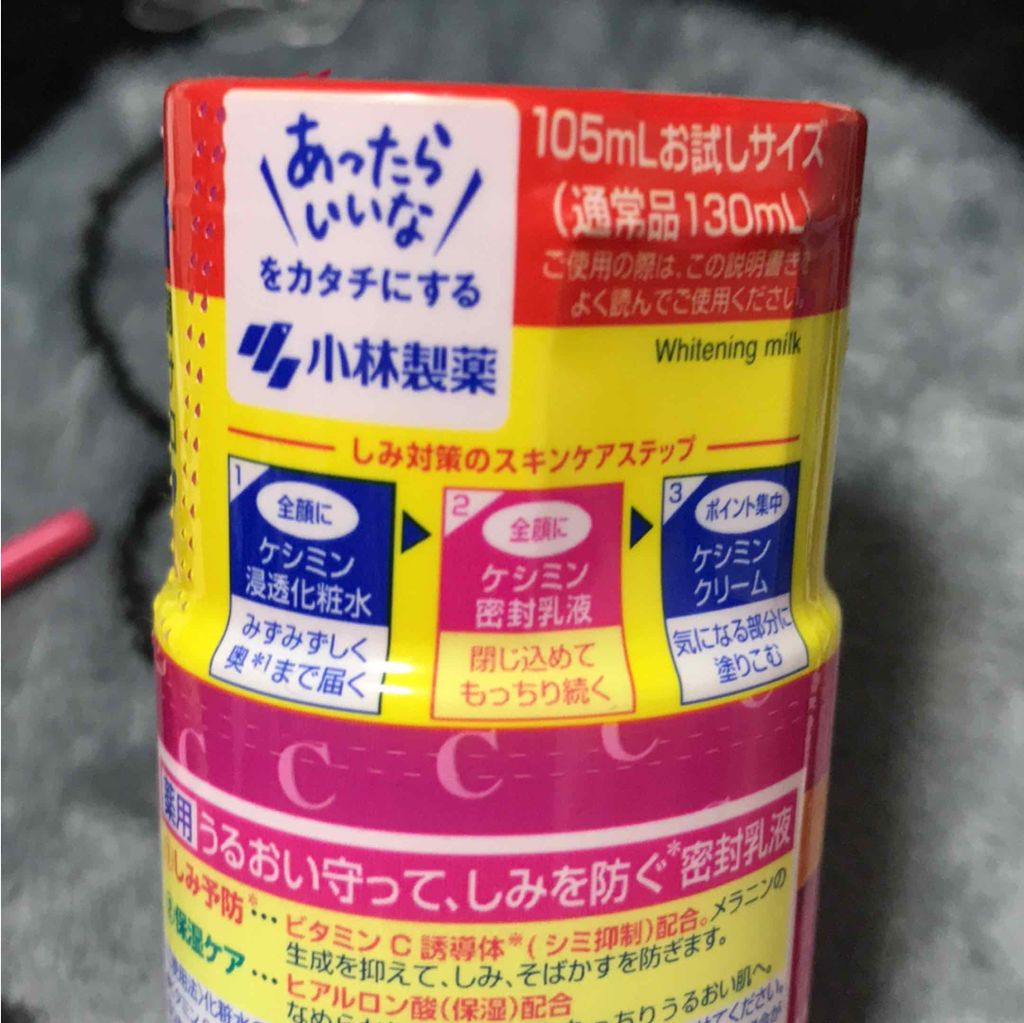 あったら
いいな
をカタチにする
小林製薬
105mLお試しサイズ
(通常品130mL)
ご使用の際は、この説明書きを
よく読んでご使用ください。
Whitening milk
しみ対策のスキンケアステップ
1
全顔に
ケシミン
浸透化粧水
みずみずしく
奥*1まで届く
2
全顔に
ケシミン
密封乳液
閉じ込めて
もっちり続く
3
ポイント集中
ケシミン
クリーム
気になる部分に
塗りこむ
C C C C
薬用 うるおい守って、しみを防ぐ*密封乳液
しみ予防*… ビタミンC誘導体*(シミ抑制)配合。メラニンの
生成を抑えて、しみ、そばかすを防ぎます。
保湿ケア … ヒアルロン酸(保湿)配合
っちりうるおい肌へ。